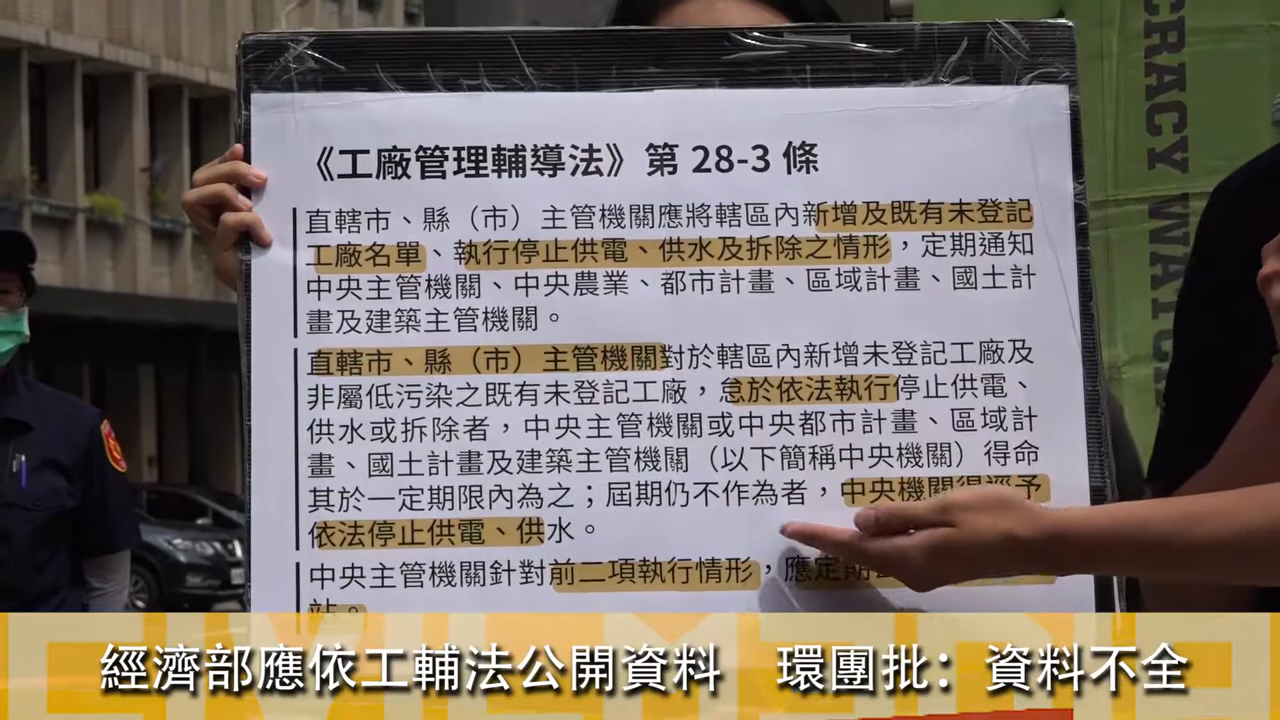 《工廠管理輔導法》第 28-3 條
直轄市、縣（市）主管機關應將轄區內新增及既有未登記
工廠名單、執行停止供電、供水及拆除之情形，定期通知
中央主管機關、中央農業、都市計畫、區域計畫、國土計
畫及建築主管機關。
直轄市、縣（市）主管機關對於轄區內新增未登記工廠及
非屬低污染之既有未登記工廠，怠於依法執行停止供電、
供水或拆除者，中央主管機關或中央都市計畫、區域計
畫、國土計畫及建築主管機關（以下簡稱中央機關）得命
其於一定期限內為之；屆期仍不作為者，中央機關得逕予
依法停止供電、供水。
中央主管機關針對前二項執行情形，應定期
站。
CRACY WATCH
經濟部應依工輔法公開資料　環團批：資料不全